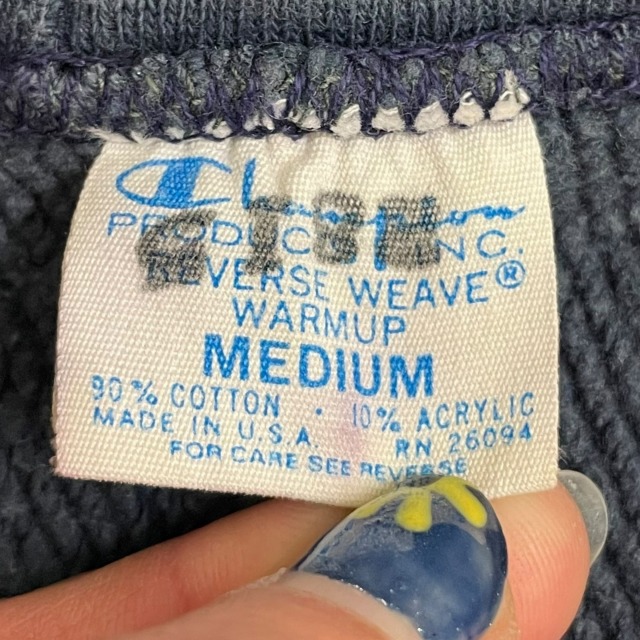 Champion
PRODUCTS INC.
REVERSE WEAVE®
WARMUP
MEDIUM
90% COTTON · 10% ACRYLIC
MADE IN U.S.A. RN 26094
FOR CARE SEE REVERSE